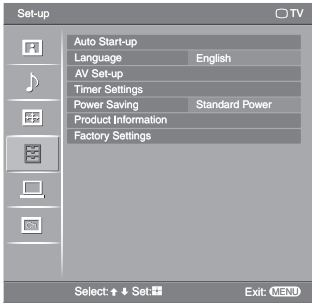 Set-up TV
Auto Start-up
Language English
AV Set-up
Timer Settings
Power Saving Standard Power
Product Information
Factory Settings
Select: Set: Exit: MENU